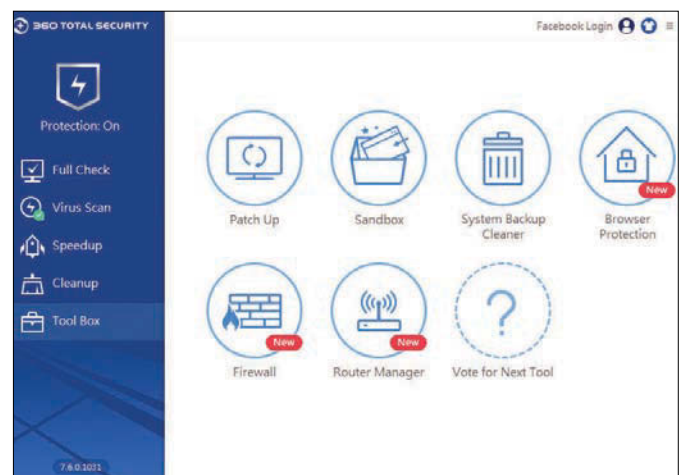 360 TOTAL SECURITY
Facebook Login
Protection: On
Full Check
Virus Scan
Speedup
Cleanup
Tool Box
7.6.0.1031
Patch Up
Sandbox
System Backup
Cleaner
New
Browser
Protection
New
Firewall
New
Router Manager
?
Vote for Next Tool